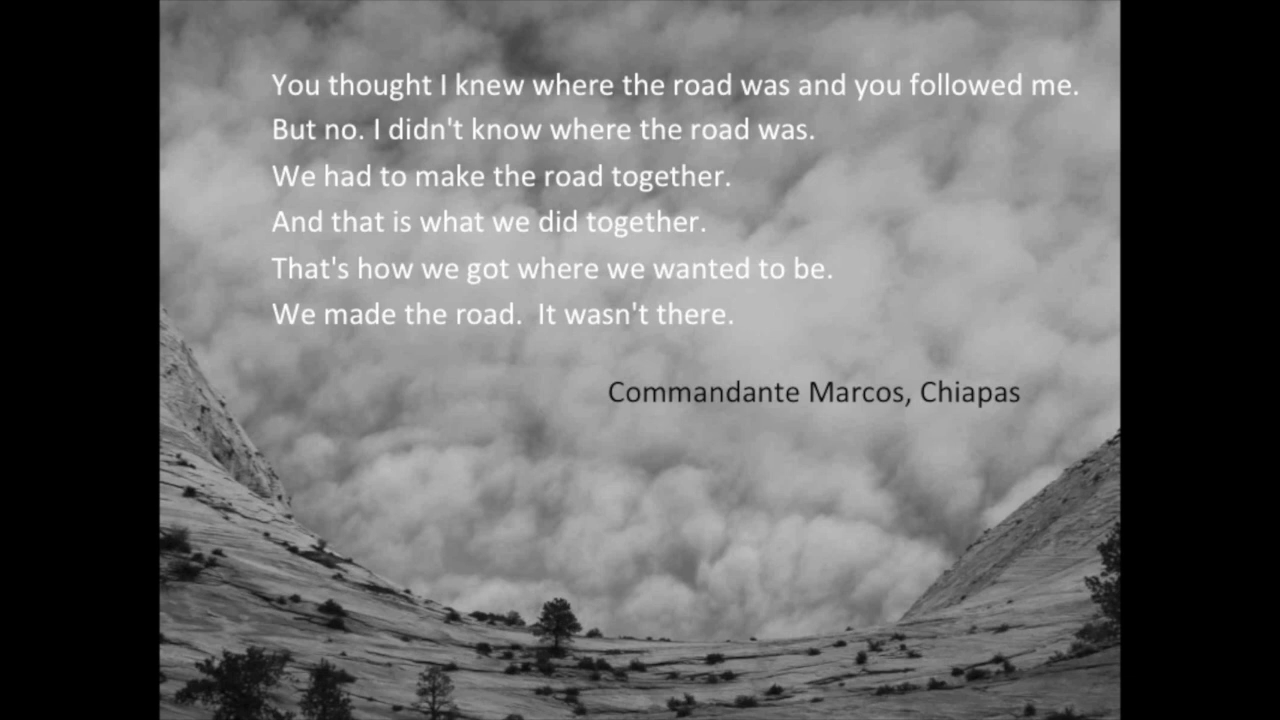 You thought I knew where the road was and you followed me.
But no. I didn't know where the road was.
We had to make the road together.
And that is what we did together.
That's how we got where we wanted to be.
We made the road.  It wasn't there.
Commandante Marcos, Chiapas